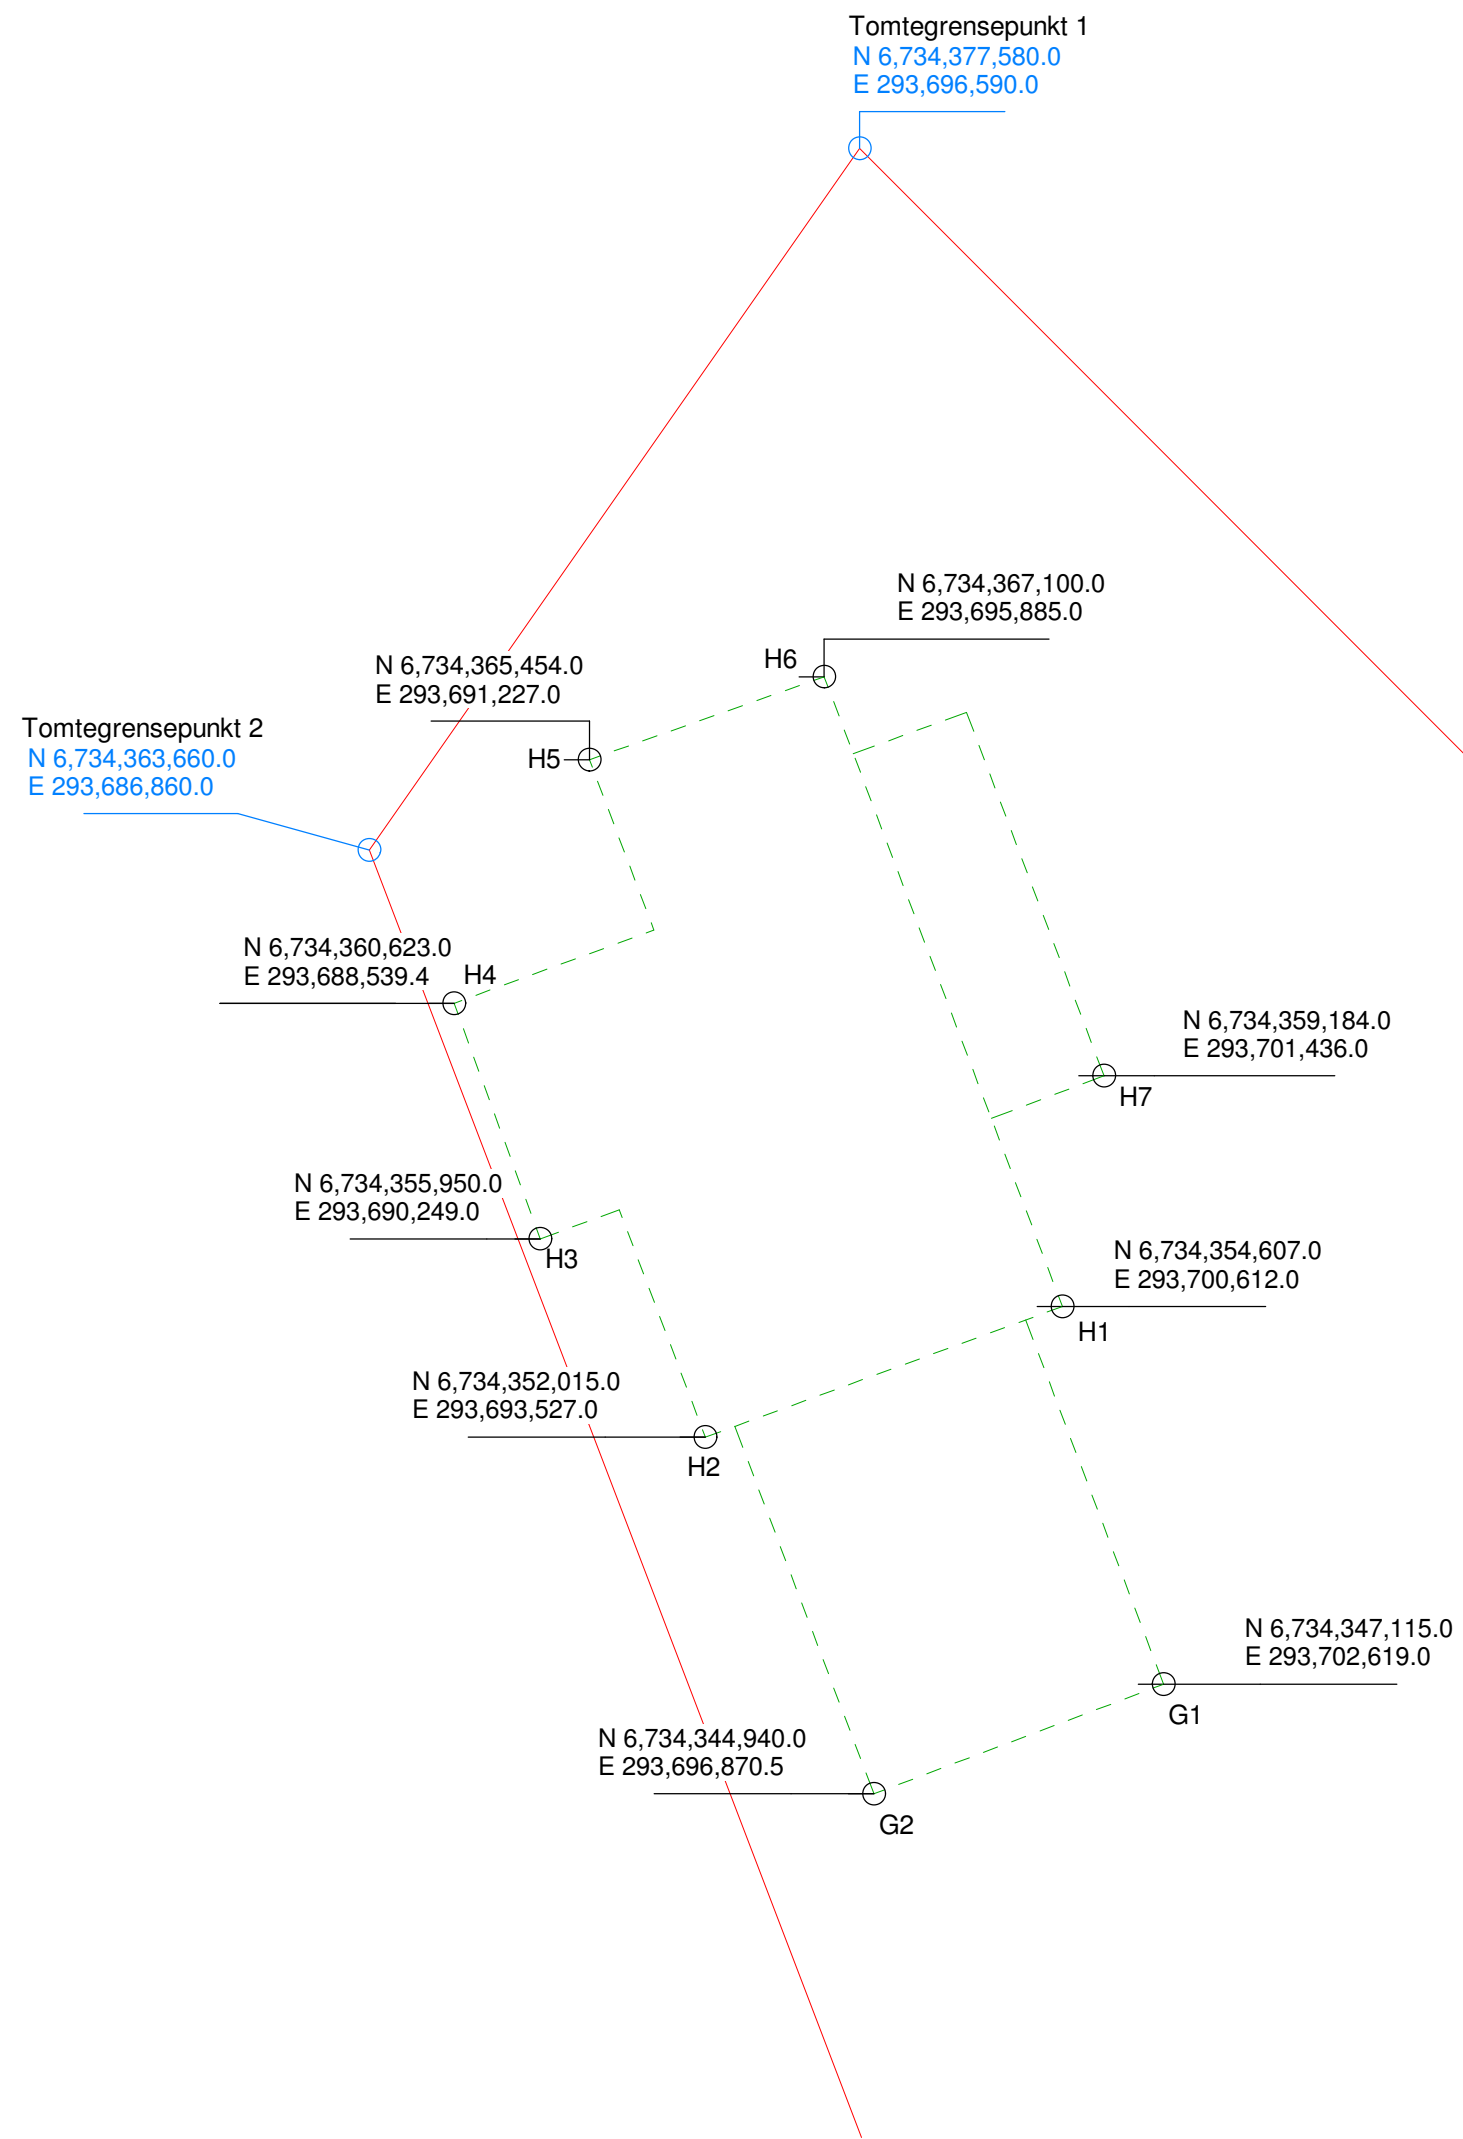 Tomtegrensepunkt 1
N 6,734,377,580.0
E 293,696,590.0
N 6,734,367,100.0
E 293,695,885.0
H6
N 6,734,365,454.0
E 293,691,227.0
H5
Tomtegrensepunkt 2
N 6,734,363,660.0
E 293,686,860.0
N 6,734,360,623.0
E 293,688,539.4
H4
N 6,734,359,184.0
E 293,701,436.0
H7
N 6,734,355,950.0
E 293,690,249.0
H3
N 6,734,354,607.0
E 293,700,612.0
H1
N 6,734,352,015.0
E 293,693,527.0
H2
N 6,734,347,115.0
E 293,702,619.0
G1
N 6,734,344,940.0
E 293,696,870.5
G2